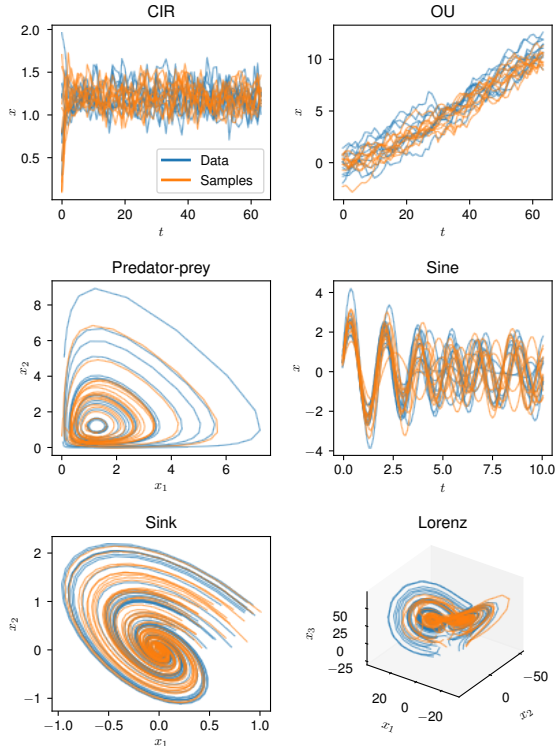 CIR
2.0
1.5
1.0
0.5
x
0 20 40 60
t
Data
Samples
OU
10
5
0
x
0 20 40 60
t
Predator-prey
8
6
4
2
0
x₂
0 2 4 6
x₁
Sine
4
2
0
−2
−4
x
0.0 2.5 5.0 7.5 10.0
t
Sink
2
1
0
−1
x₂
−1.0 −0.5 0.0 0.5 1.0
x₁
Lorenz
50
25
0
−25
x₃
20 0 −20
x₁
−50
0
x₂